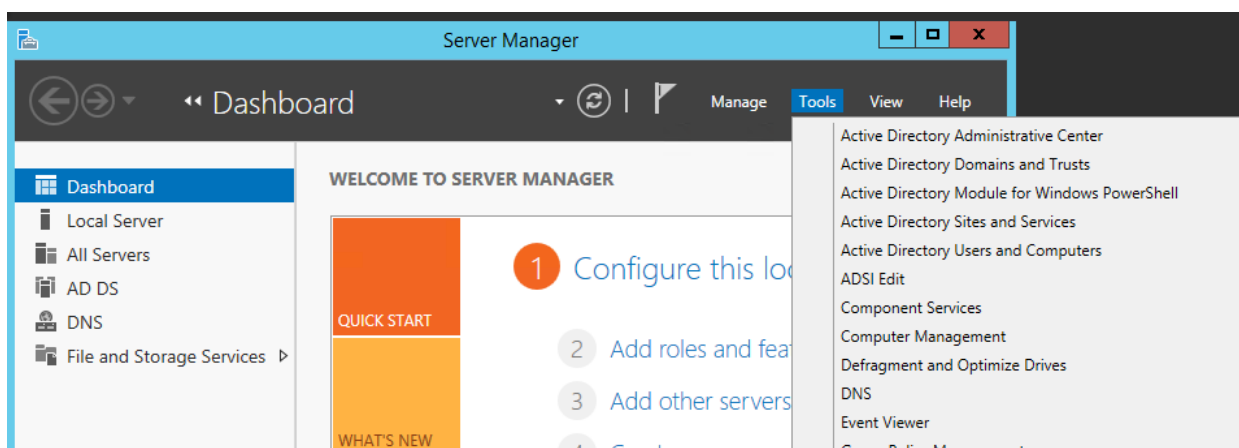 Server Manager
Dashboard
Manage Tools View Help
Dashboard
Local Server
All Servers
AD DS
DNS
File and Storage Services
WELCOME TO SERVER MANAGER
QUICK START
WHAT'S NEW
1 Configure this loc
2 Add roles and fea
3 Add other servers
4
Active Directory Administrative Center
Active Directory Domains and Trusts
Active Directory Module for Windows PowerShell
Active Directory Sites and Services
Active Directory Users and Computers
ADSI Edit
Component Services
Computer Management
Defragment and Optimize Drives
DNS
Event Viewer